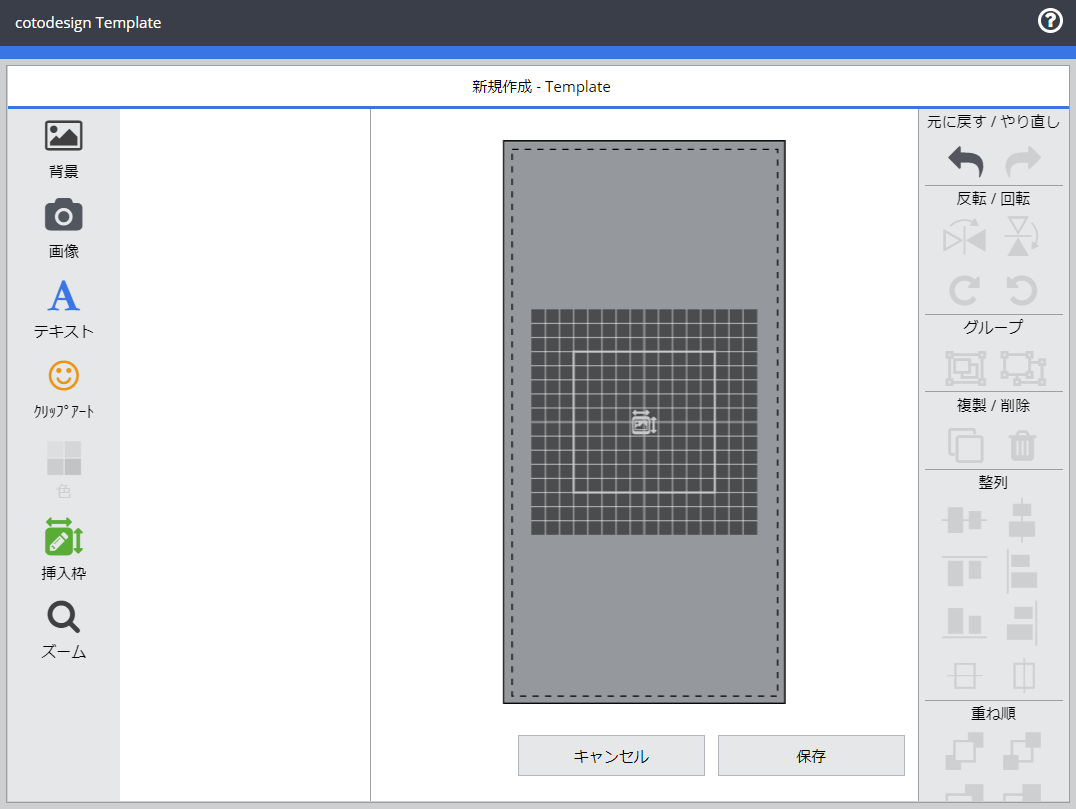 cotodesign Template
新規作成 - Template
背景
画像
テキスト
クリップアート
色
挿入枠
ズーム
キャンセル
保存
元に戻す / やり直し
反転 / 回転
グループ
複製 / 削除
整列
重ね順